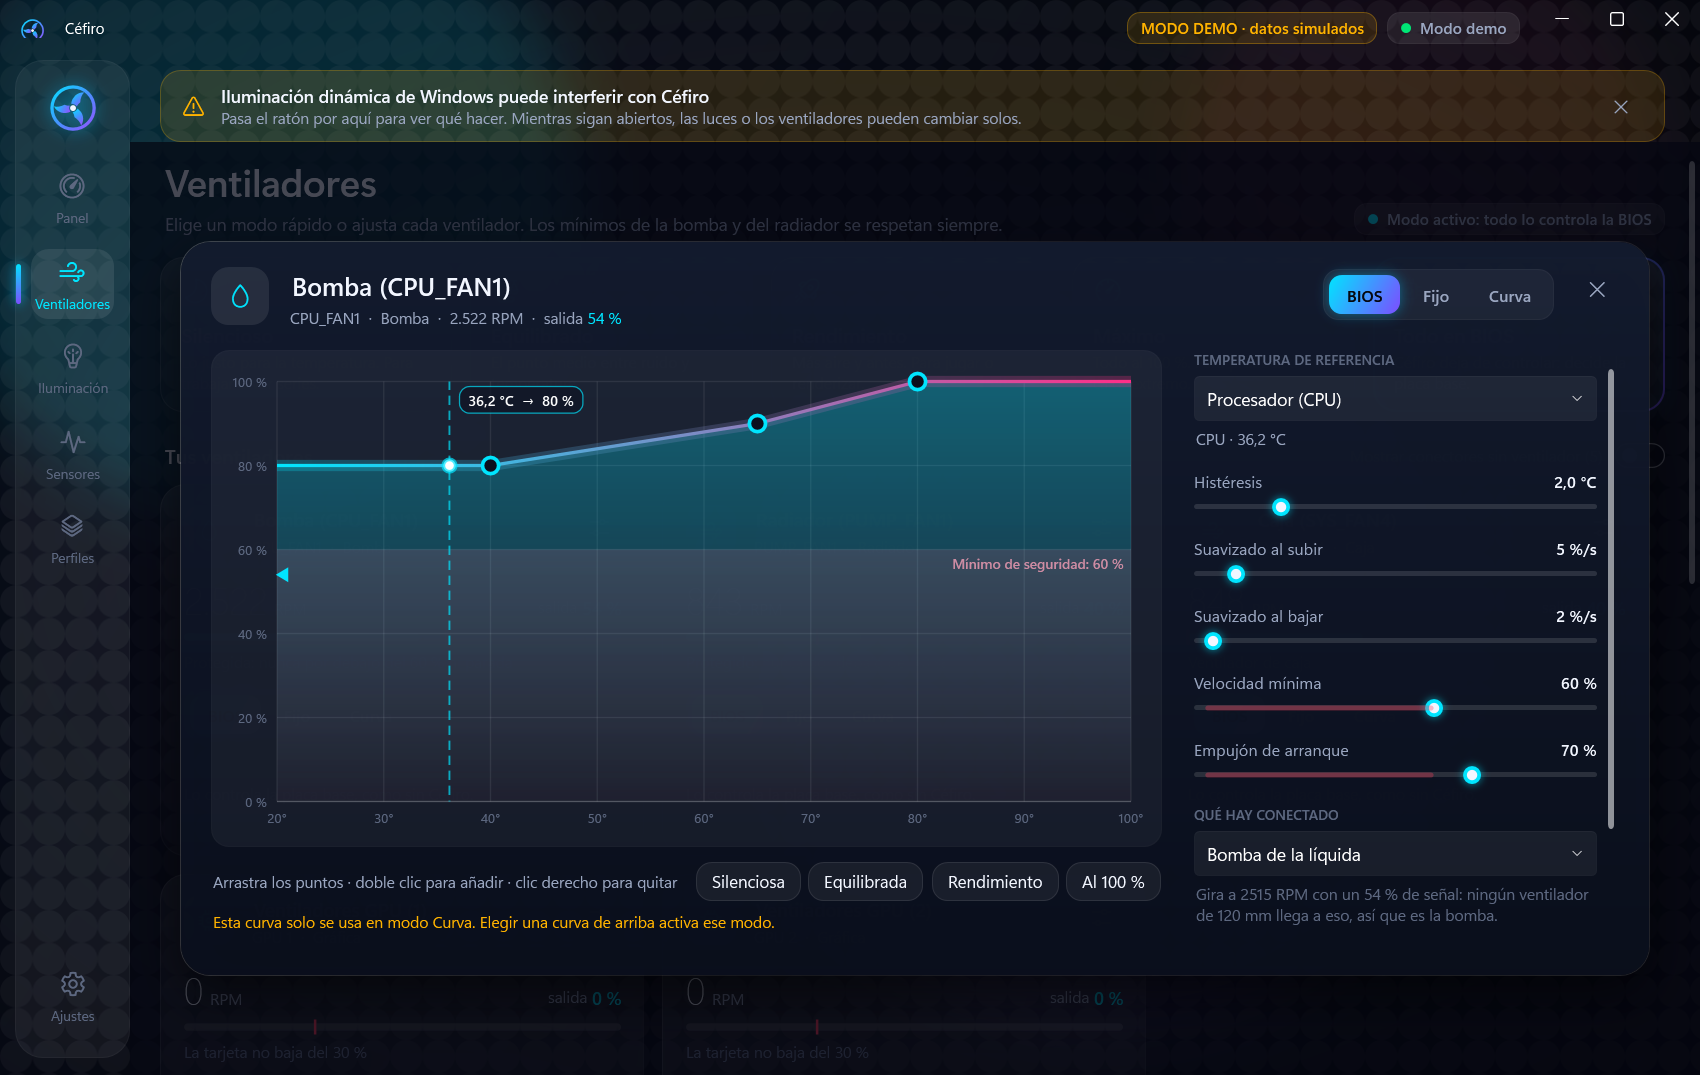 Céfiro
MODO DEMO · datos simulados
Modo demo
Iluminación dinámica de Windows puede interferir con Céfiro
Pasa el ratón por aquí para ver qué hacer. Mientras sigan abiertos, las luces o los ventiladores pueden cambiar solos.
Panel
Ventiladores
Iluminación
Sensores
Perfiles
Ajustes
Ventiladores
Elige un modo rápido o ajusta cada ventilador. Los mínimos de la bomba y del radiador se respetan siempre.
Modo activo: todo lo controla la BIOS
Bomba (CPU_FAN1)
CPU_FAN1 · Bomba · 2.522 RPM · salida 54 %
BIOS
Fijo
Curva
100 %
80 %
60 %
40 %
20 %
0 %
36,2 °C → 80 %
Mínimo de seguridad: 60 %
20°
30°
40°
50°
60°
70°
80°
90°
100°
Arrastra los puntos · doble clic para añadir · clic derecho para quitar
Silenciosa
Equilibrada
Rendimiento
Al 100 %
Esta curva solo se usa en modo Curva. Elegir una curva de arriba activa ese modo.
TEMPERATURA DE REFERENCIA
Procesador (CPU)
CPU · 36,2 °C
Histéresis
2,0 °C
Suavizado al subir
5 %/s
Suavizado al bajar
2 %/s
Velocidad mínima
60 %
Empujón de arranque
70 %
QUÉ HAY CONECTADO
Bomba de la líquida
Gira a 2515 RPM con un 54 % de señal: ningún ventilador
de 120 mm llega a eso, así que es la bomba.
0 RPM
salida 0 %
La tarjeta no baja del 30 %
0 RPM
salida 0 %
La tarjeta no baja del 30 %